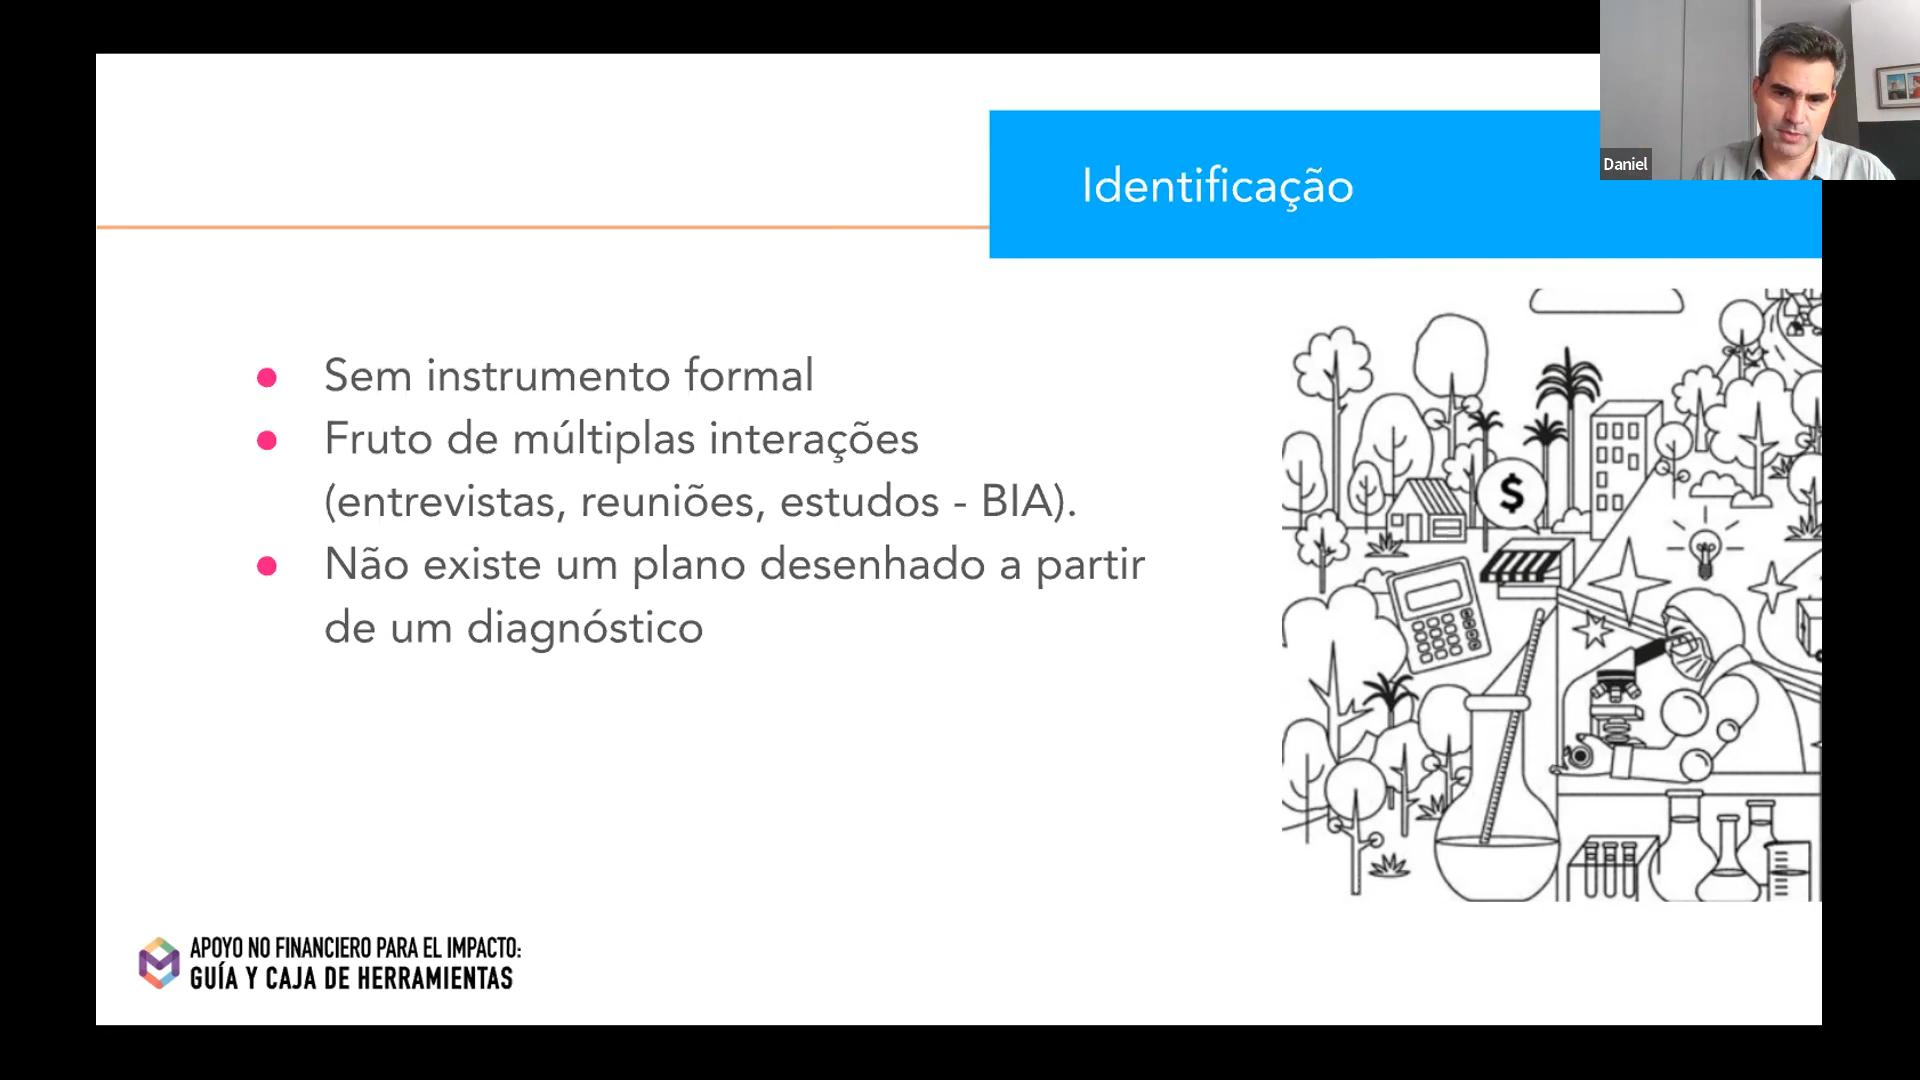 Daniel
Identificação
● Sem instrumento formal
● Fruto de múltiplas interações
(entrevistas, reuniões, estudos - BIA).
● Não existe um plano desenhado a partir
de um diagnóstico
$
APOYO NO FINANCIERO PARA EL IMPACTO:
GUÍA Y CAJA DE HERRAMIENTAS